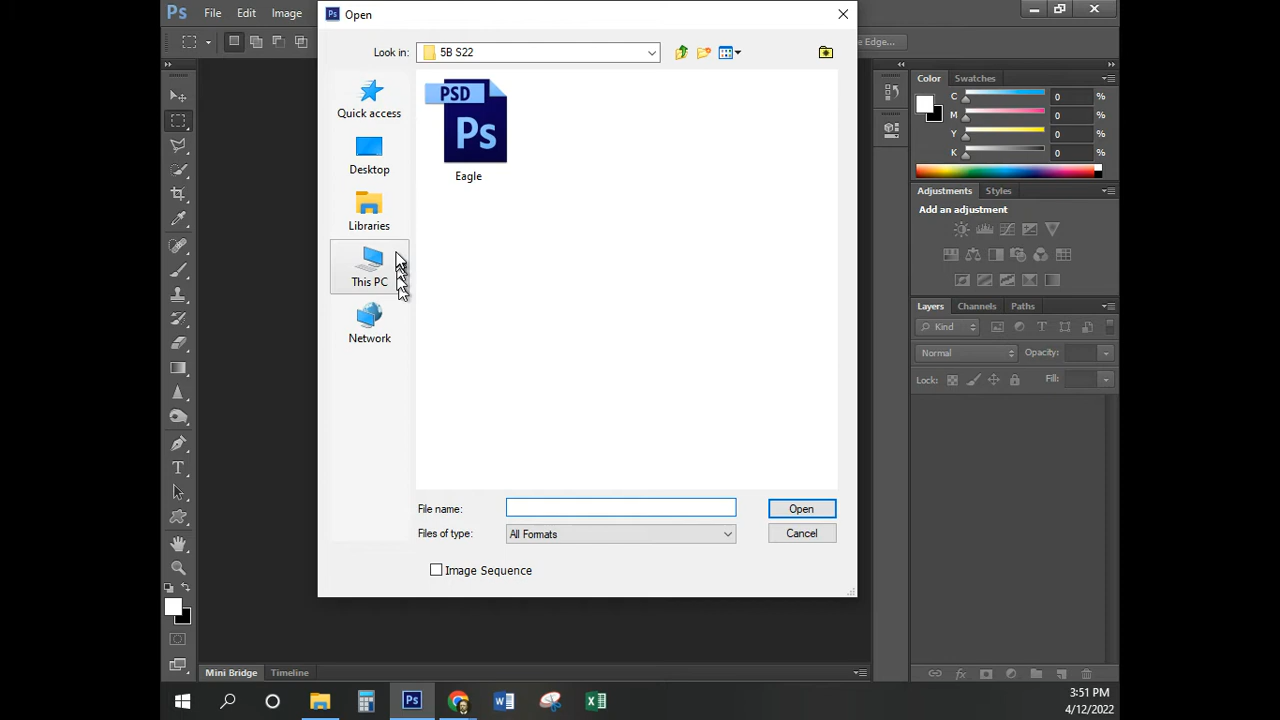 Ps File Edit Image Open
Look in: 5B S22
e Edge...
Quick access
Desktop
Libraries
This PC
Network
PSD
Ps
Eagle
File name: Open
Files of type: All Formats Cancel
Image Sequence
Color Swatches
C 0 %
M 0 %
Y 0 %
K 0 %
Adjustments Styles
Add an adjustment
Layers Channels Paths
Kind
Normal Opacity:
Lock: Fill:
Mini Bridge Timeline
3:51 PM
4/12/2022